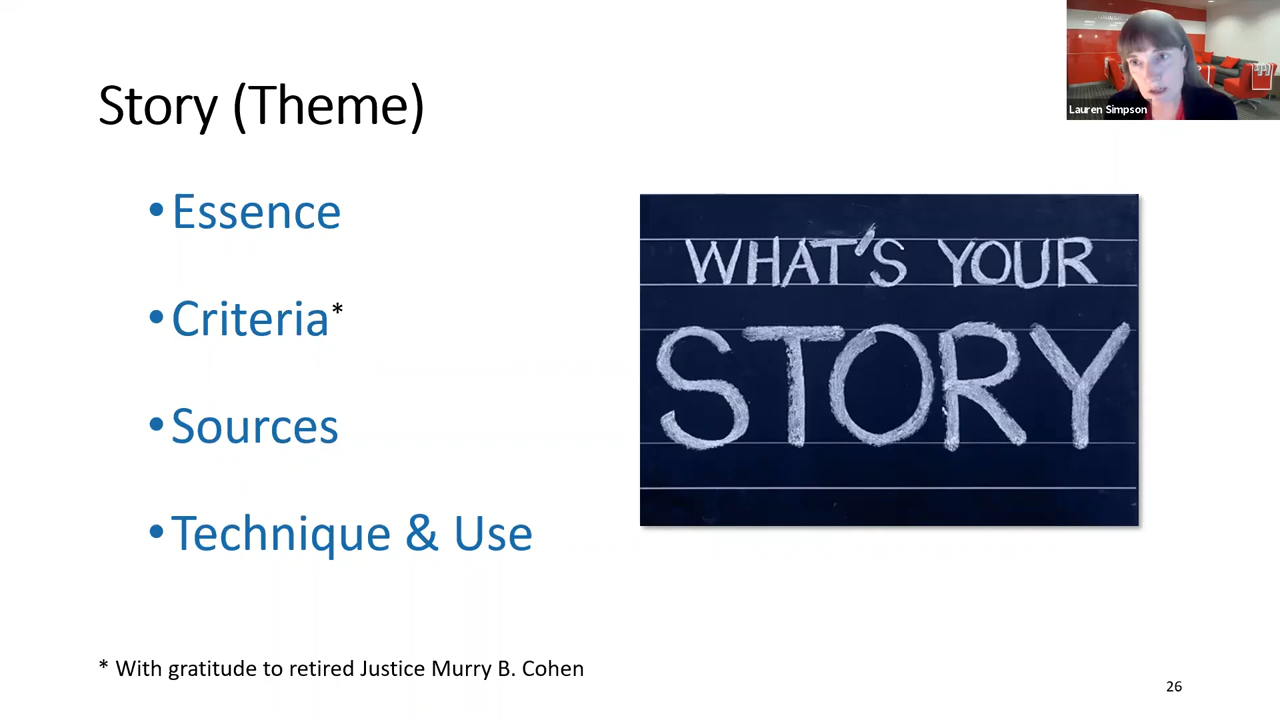 Story (Theme)
•Essence
•Criteria*
•Sources
•Technique & Use
WHAT'S YOUR
STORY
* With gratitude to retired Justice Murry B. Cohen
26
Lauren Simpson